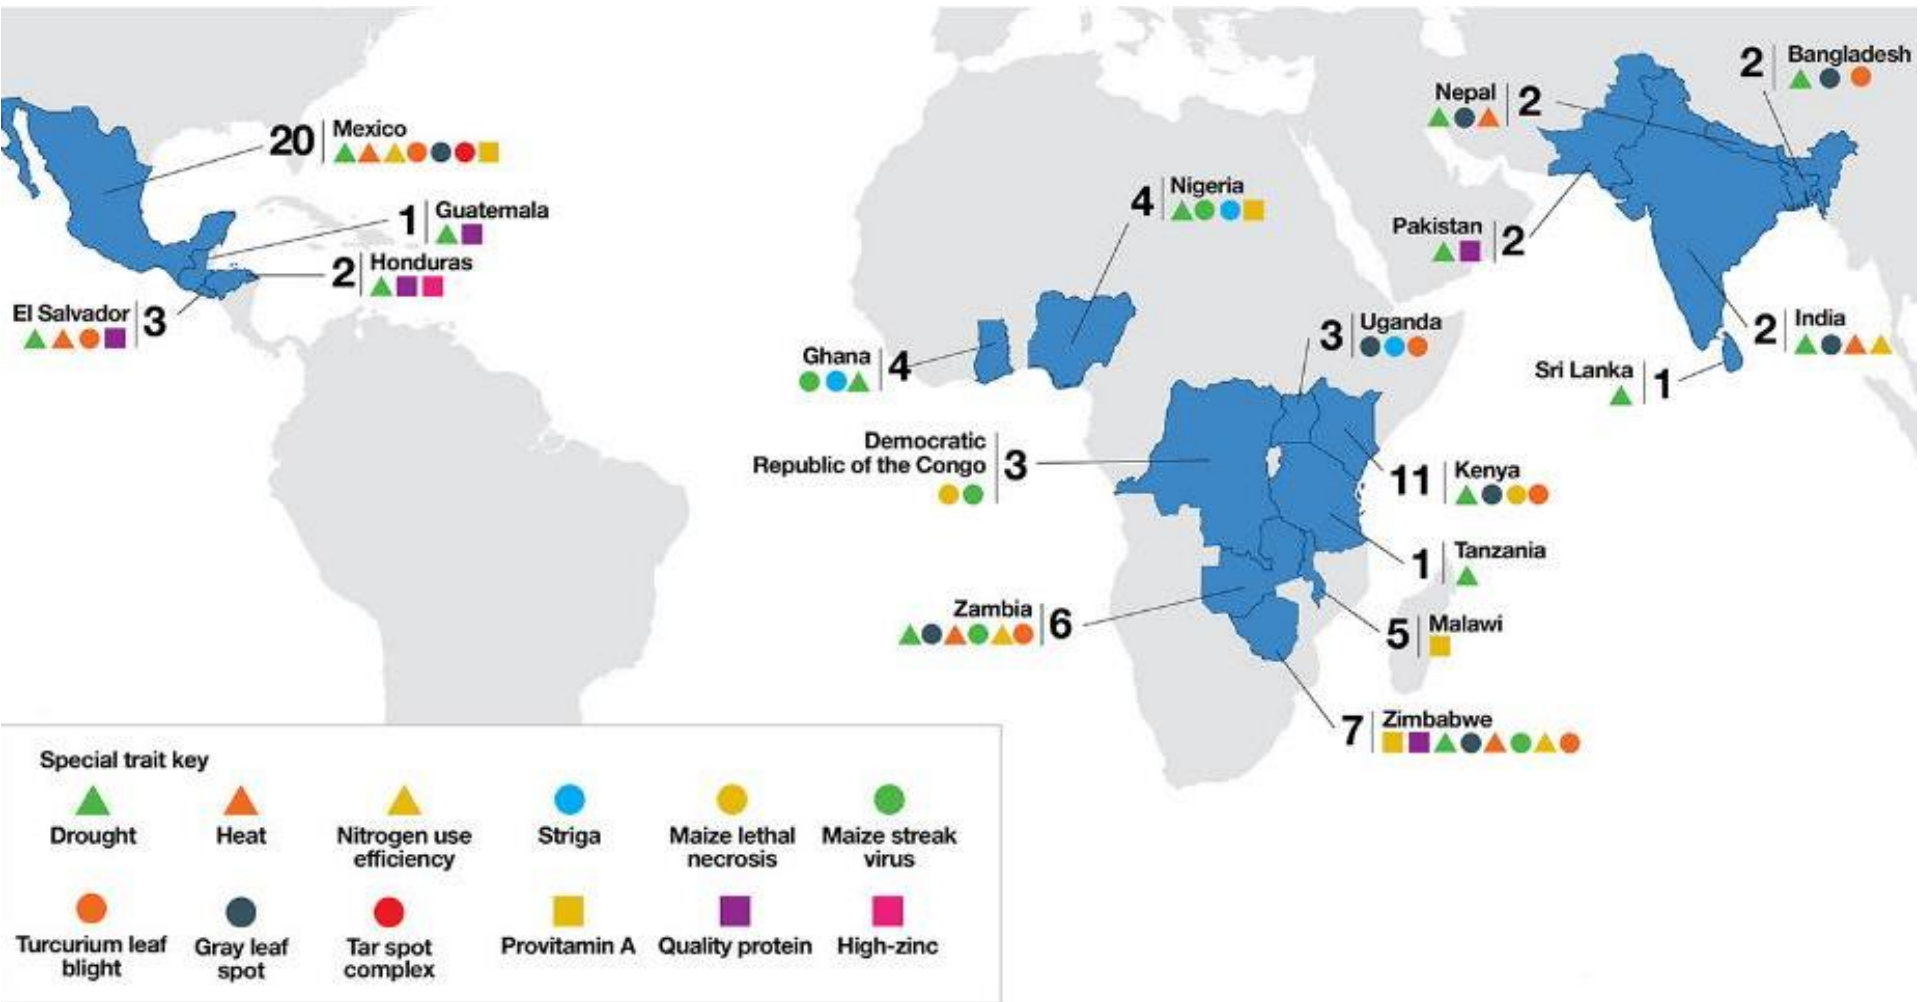 20
Mexico
1
Guatemala
2
Honduras
El Salvador
3
4
Nigeria
Ghana
4
Democratic
Republic of the Congo
3
3
Uganda
11
Kenya
1
Tanzania
Zambia
6
5
Malawi
7
Zimbabwe
Nepal
2
2
Bangladesh
Pakistan
2
2
India
Sri Lanka
1
Special trait key
Drought
Heat
Nitrogen use
efficiency
Striga
Maize lethal
necrosis
Maize streak
virus
Turcurium leaf
blight
Gray leaf
spot
Tar spot
complex
Provitamin A
Quality protein
High-zinc